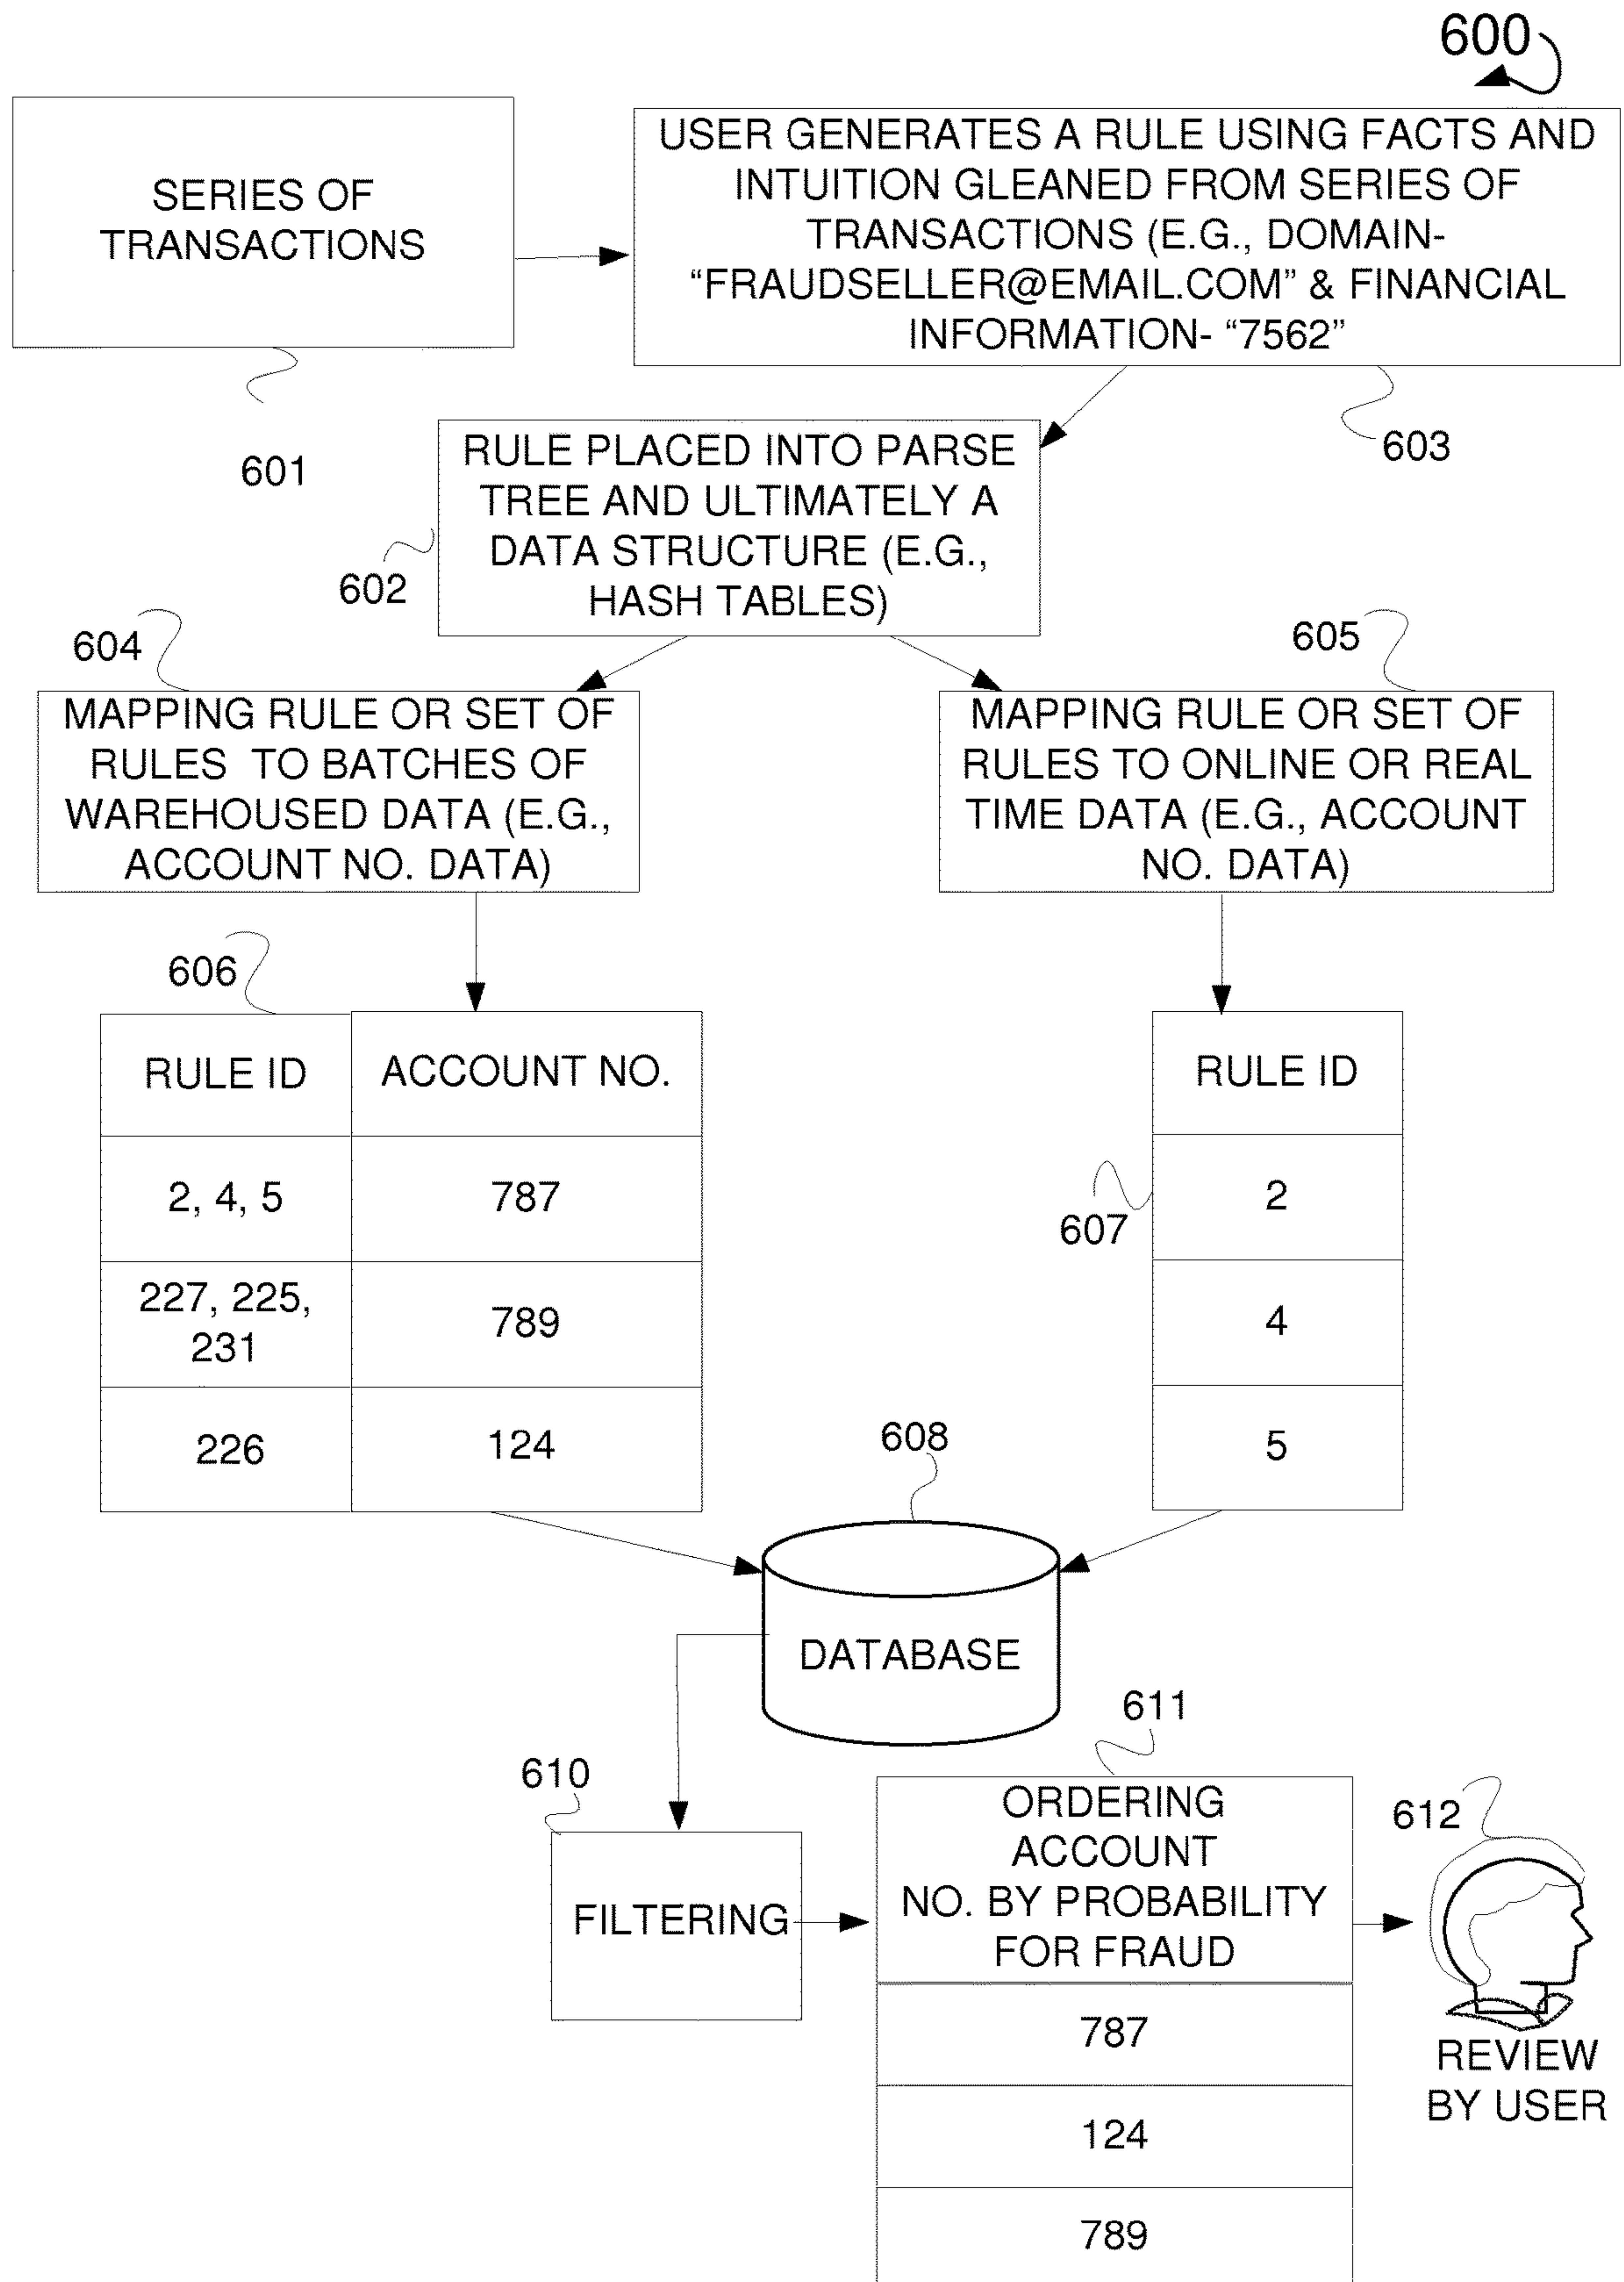 600
SERIES OF
TRANSACTIONS
USER GENERATES A RULE USING FACTS AND
INTUITION GLEANED FROM SERIES OF
TRANSACTIONS (E.G., DOMAIN-
“FRAUDSELLER@EMAIL.COM” & FINANCIAL
INFORMATION- “7562”
601
603
RULE PLACED INTO PARSE
TREE AND ULTIMATELY A
DATA STRUCTURE (E.G.,
HASH TABLES)
602
604
605
MAPPING RULE OR SET OF
RULES TO BATCHES OF
WAREHOUSED DATA (E.G.,
ACCOUNT NO. DATA)
MAPPING RULE OR SET OF
RULES TO ONLINE OR REAL
TIME DATA (E.G., ACCOUNT
NO. DATA)
606
RULE ID
ACCOUNT NO.
2, 4, 5
787
227, 225,
231
789
226
124
RULE ID
607
2
4
5
608
DATABASE
610
FILTERING
611
ORDERING
ACCOUNT
NO. BY PROBABILITY
FOR FRAUD
787
124
789
612
REVIEW
BY USER